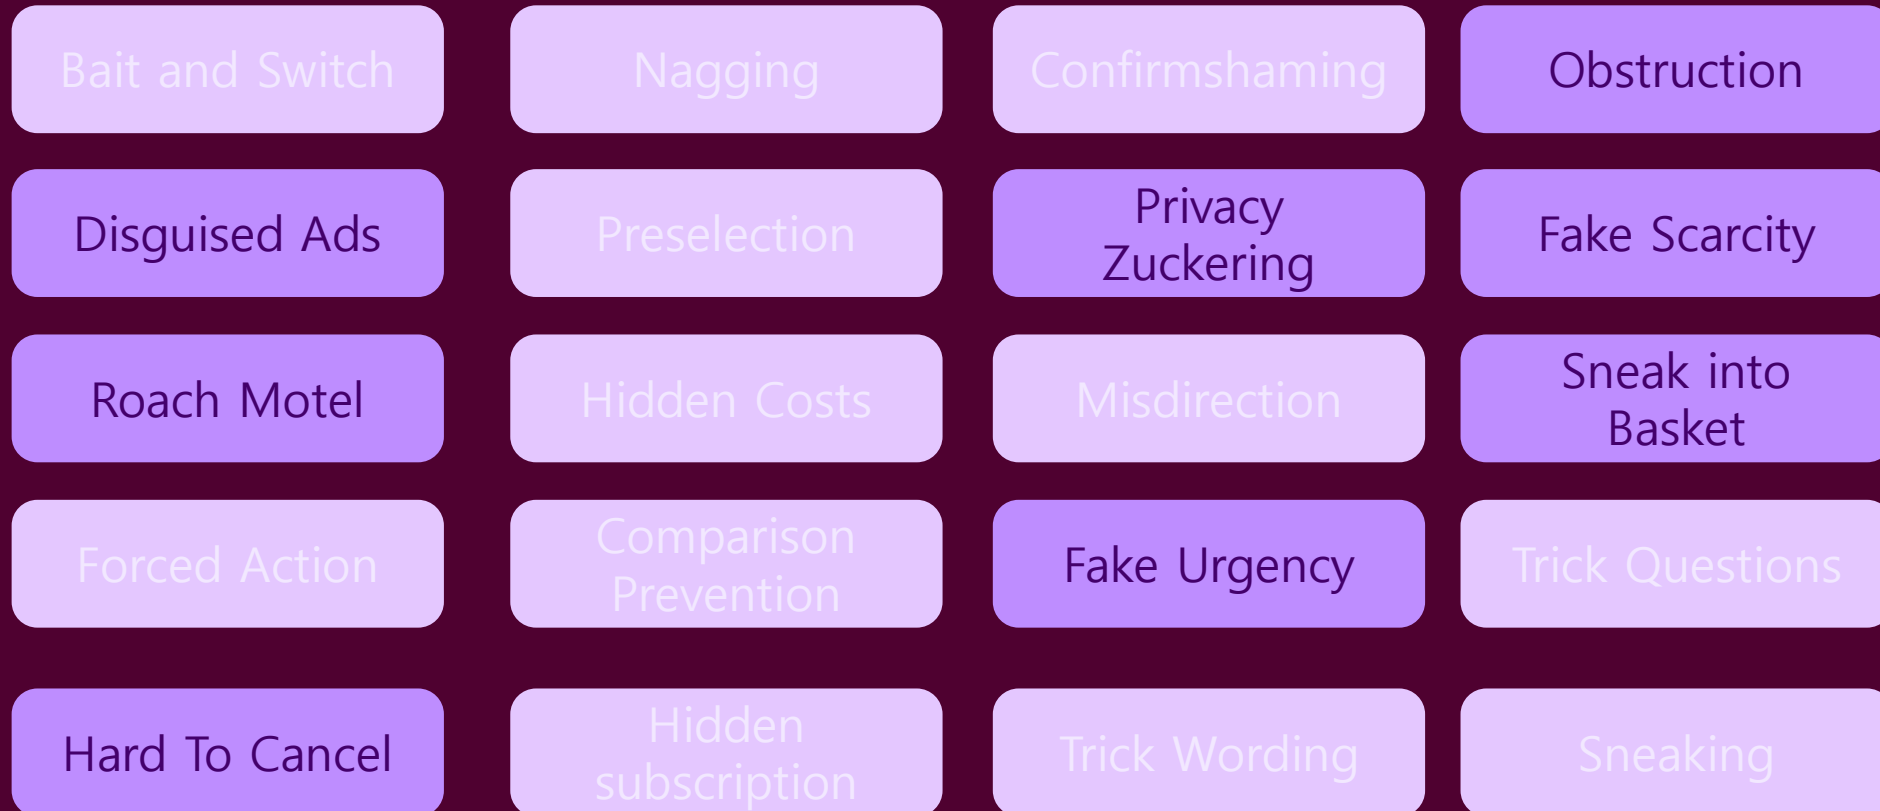 Bait and Switch
Nagging
Confirmshaming
Obstruction
Disguised Ads
Preselection
Privacy
Zuckering
Fake Scarcity
Roach Motel
Hidden Costs
Misdirection
Sneak into
Basket
Forced Action
Comparison
Prevention
Fake Urgency
Trick Questions
Hard To Cancel
Hidden
subscription
Trick Wording
Sneaking